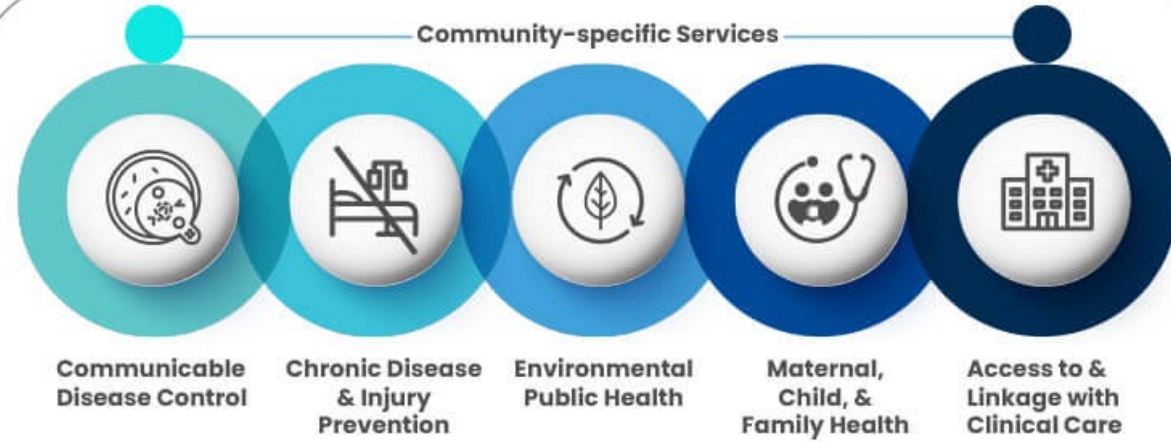 Community-specific Services
Communicable
Disease Control
Chronic Disease
& Injury
Prevention
Environmental
Public Health
Maternal,
Child, &
Family Health
Access to &
Linkage with
Clinical Care